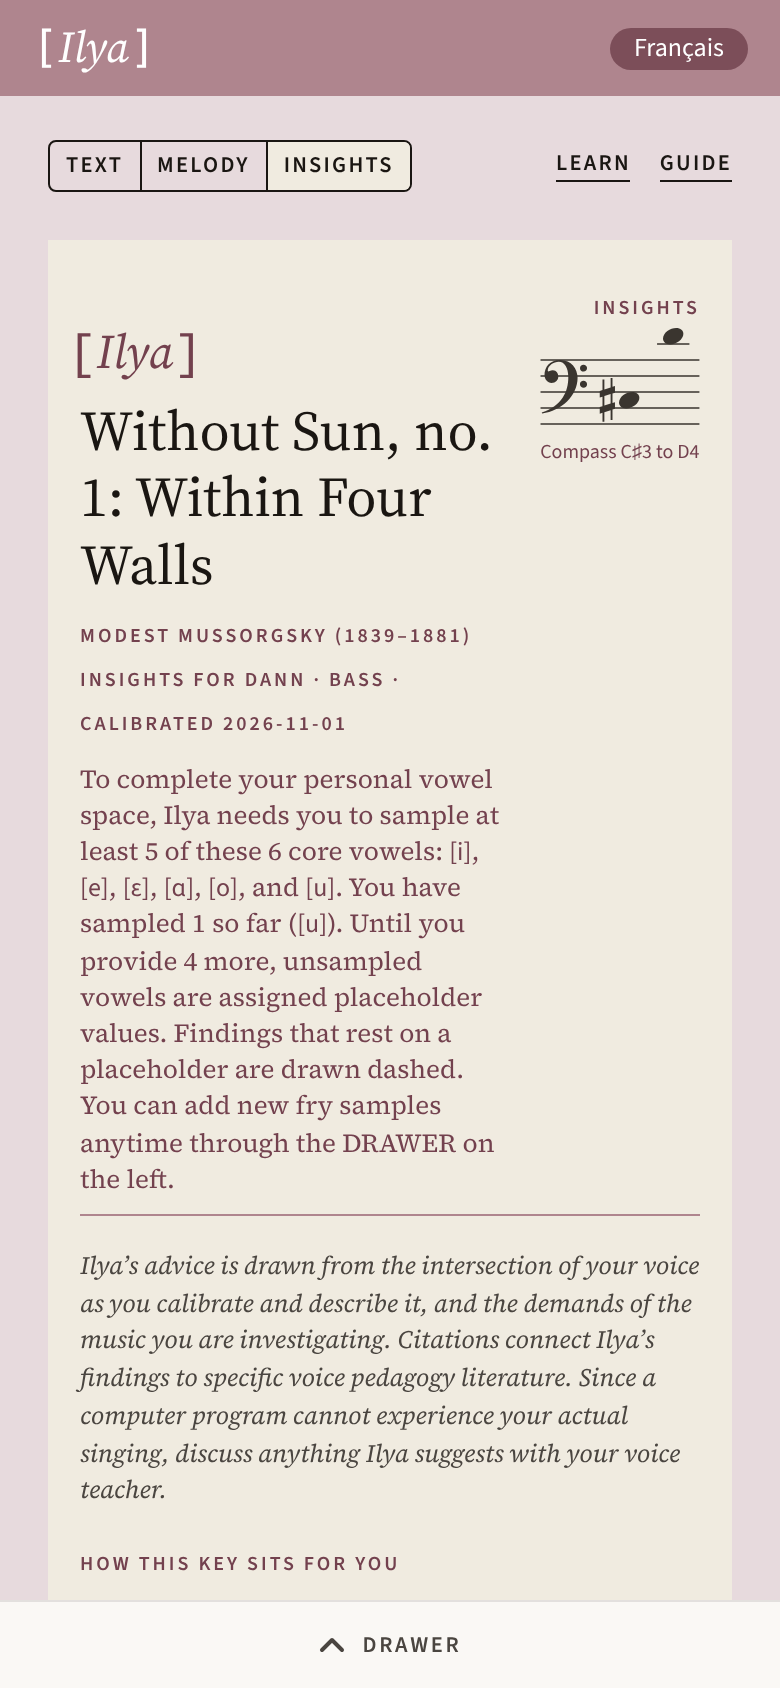 [Ilya]
Français
TEXT MELODY INSIGHTS
LEARN GUIDE
INSIGHTS
[Ilya]
Compass C♯3 to D4
Without Sun, no.
1: Within Four
Walls
MODEST MUSSORGSKY (1839–1881)
INSIGHTS FOR DANN · BASS ·
CALIBRATED 2026-11-01
To complete your personal vowel
space, Ilya needs you to sample at
least 5 of these 6 core vowels: [i],
[e], [ɛ], [ɑ], [o], and [u]. You have
sampled 1 so far ([u]). Until you
provide 4 more, unsampled
vowels are assigned placeholder
values. Findings that rest on a
placeholder are drawn dashed.
You can add new fry samples
anytime through the DRAWER on
the left.
Ilya’s advice is drawn from the intersection of your voice
as you calibrate and describe it, and the demands of the
music you are investigating. Citations connect Ilya’s
findings to specific voice pedagogy literature. Since a
computer program cannot experience your actual
singing, discuss anything Ilya suggests with your voice
teacher.
HOW THIS KEY SITS FOR YOU
DRAWER